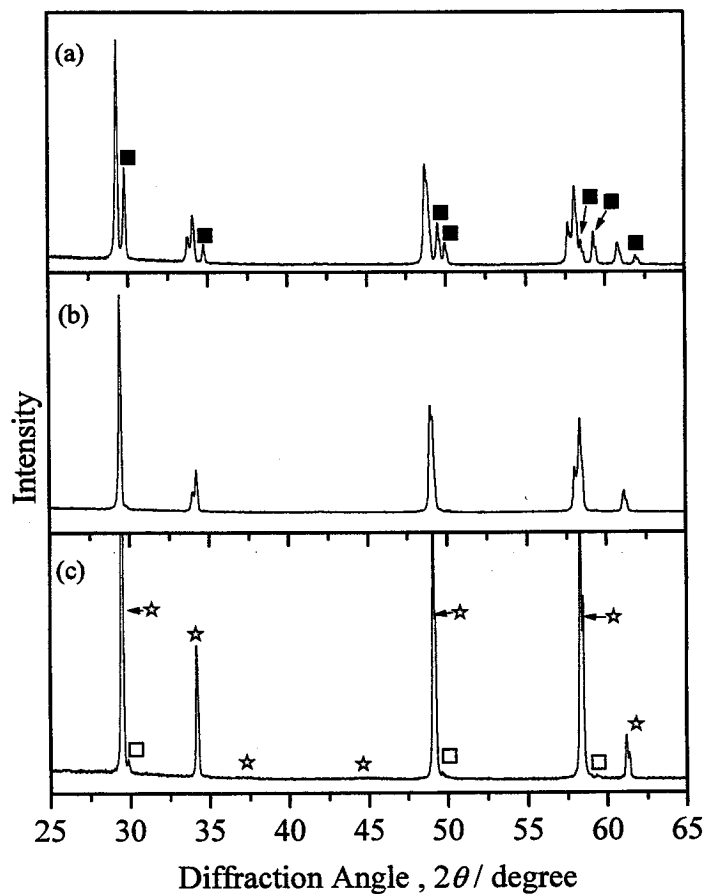 (a)
(b)
(c)
Intensity
25 30 35 40 45 50 55 60 65
Diffraction Angle , 2θ / degree